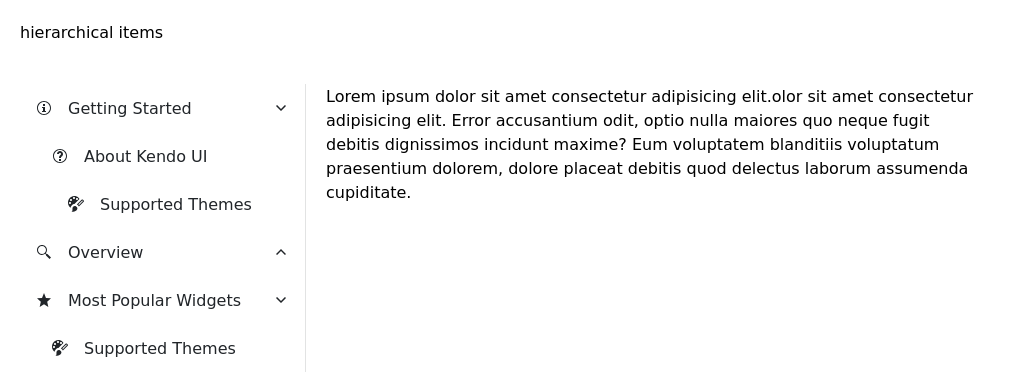 hierarchical items
Getting Started
About Kendo UI
Supported Themes
Overview
Most Popular Widgets
Supported Themes
Lorem ipsum dolor sit amet consectetur adipisicing elit.olor sit amet consectetur
adipisicing elit. Error accusantium odit, optio nulla maiores quo neque fugit
debitis dignissimos incidunt maxime? Eum voluptatem blanditiis voluptatum
praesentium dolorem, dolore placeat debitis quod delectus laborum assumenda
cupiditate.